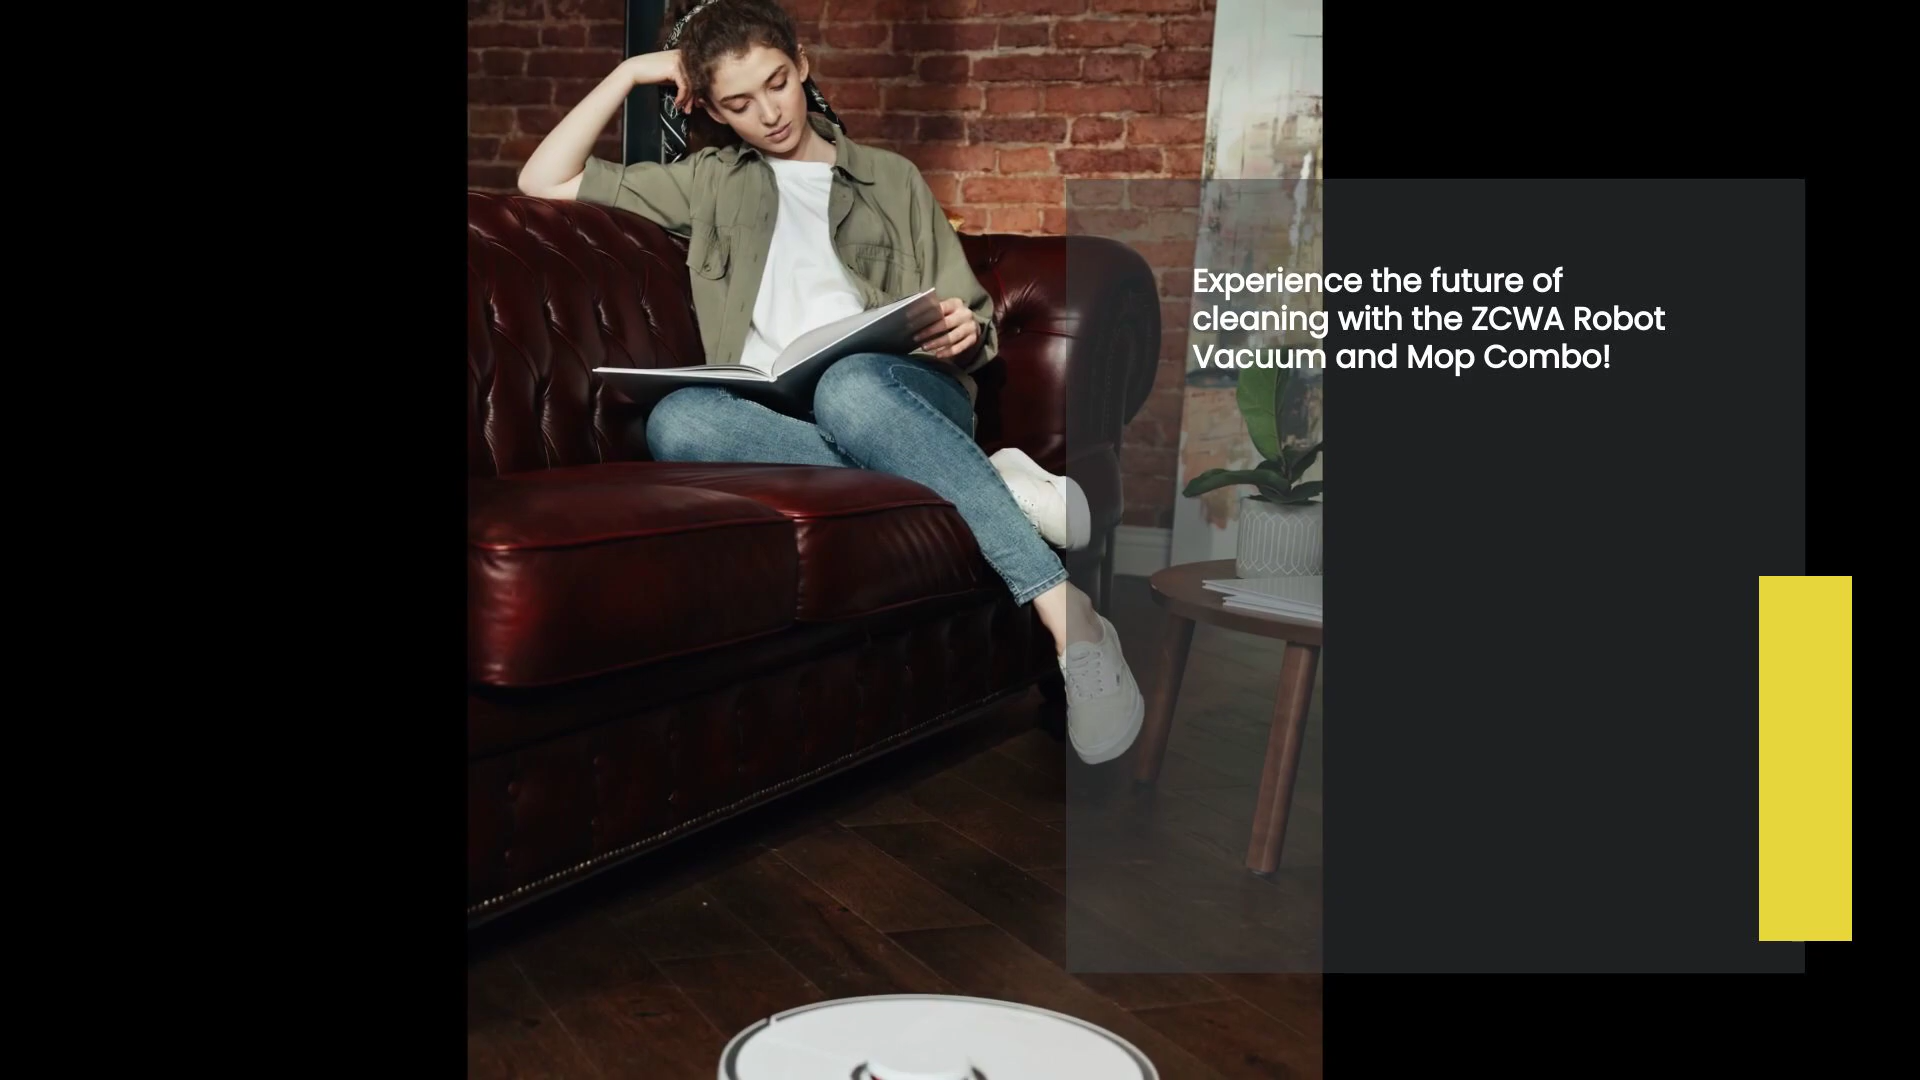 Experience the future of
cleaning with the ZCWA Robot
Vacuum and Mop Combo!